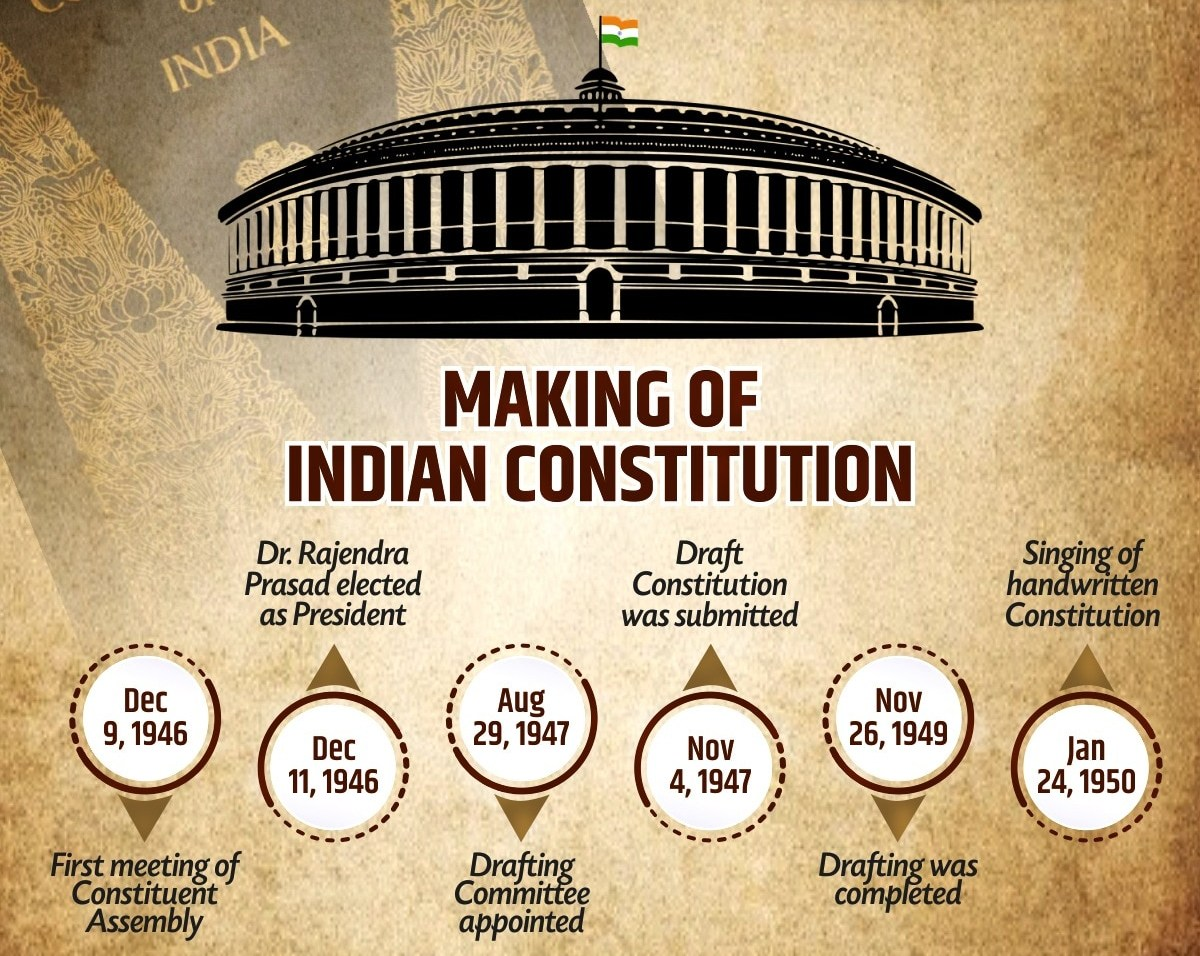 OF
INDIA
MAKING OF
INDIAN CONSTITUTION
Dec
9, 1946
First meeting of
Constituent
Assembly
Dr. Rajendra
Prasad elected
as President
Dec
11, 1946
Aug
29, 1947
Drafting
Committee
appointed
Draft
Constitution
was submitted
Nov
4, 1947
Nov
26, 1949
Drafting was
completed
Singing of
handwritten
Constitution
Jan
24, 1950